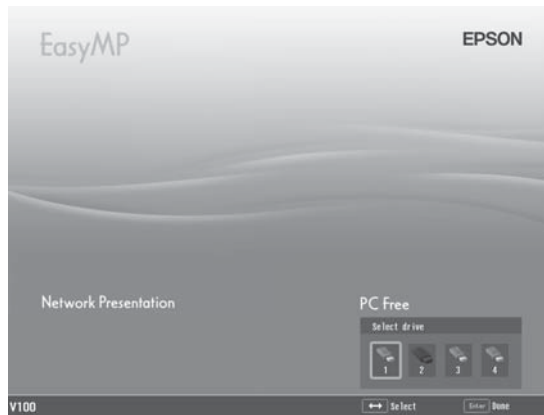 EasyMP
EPSON
Network Presentation
PC Free
Select drive
1 2 3 4
V100
Select
Enter Done